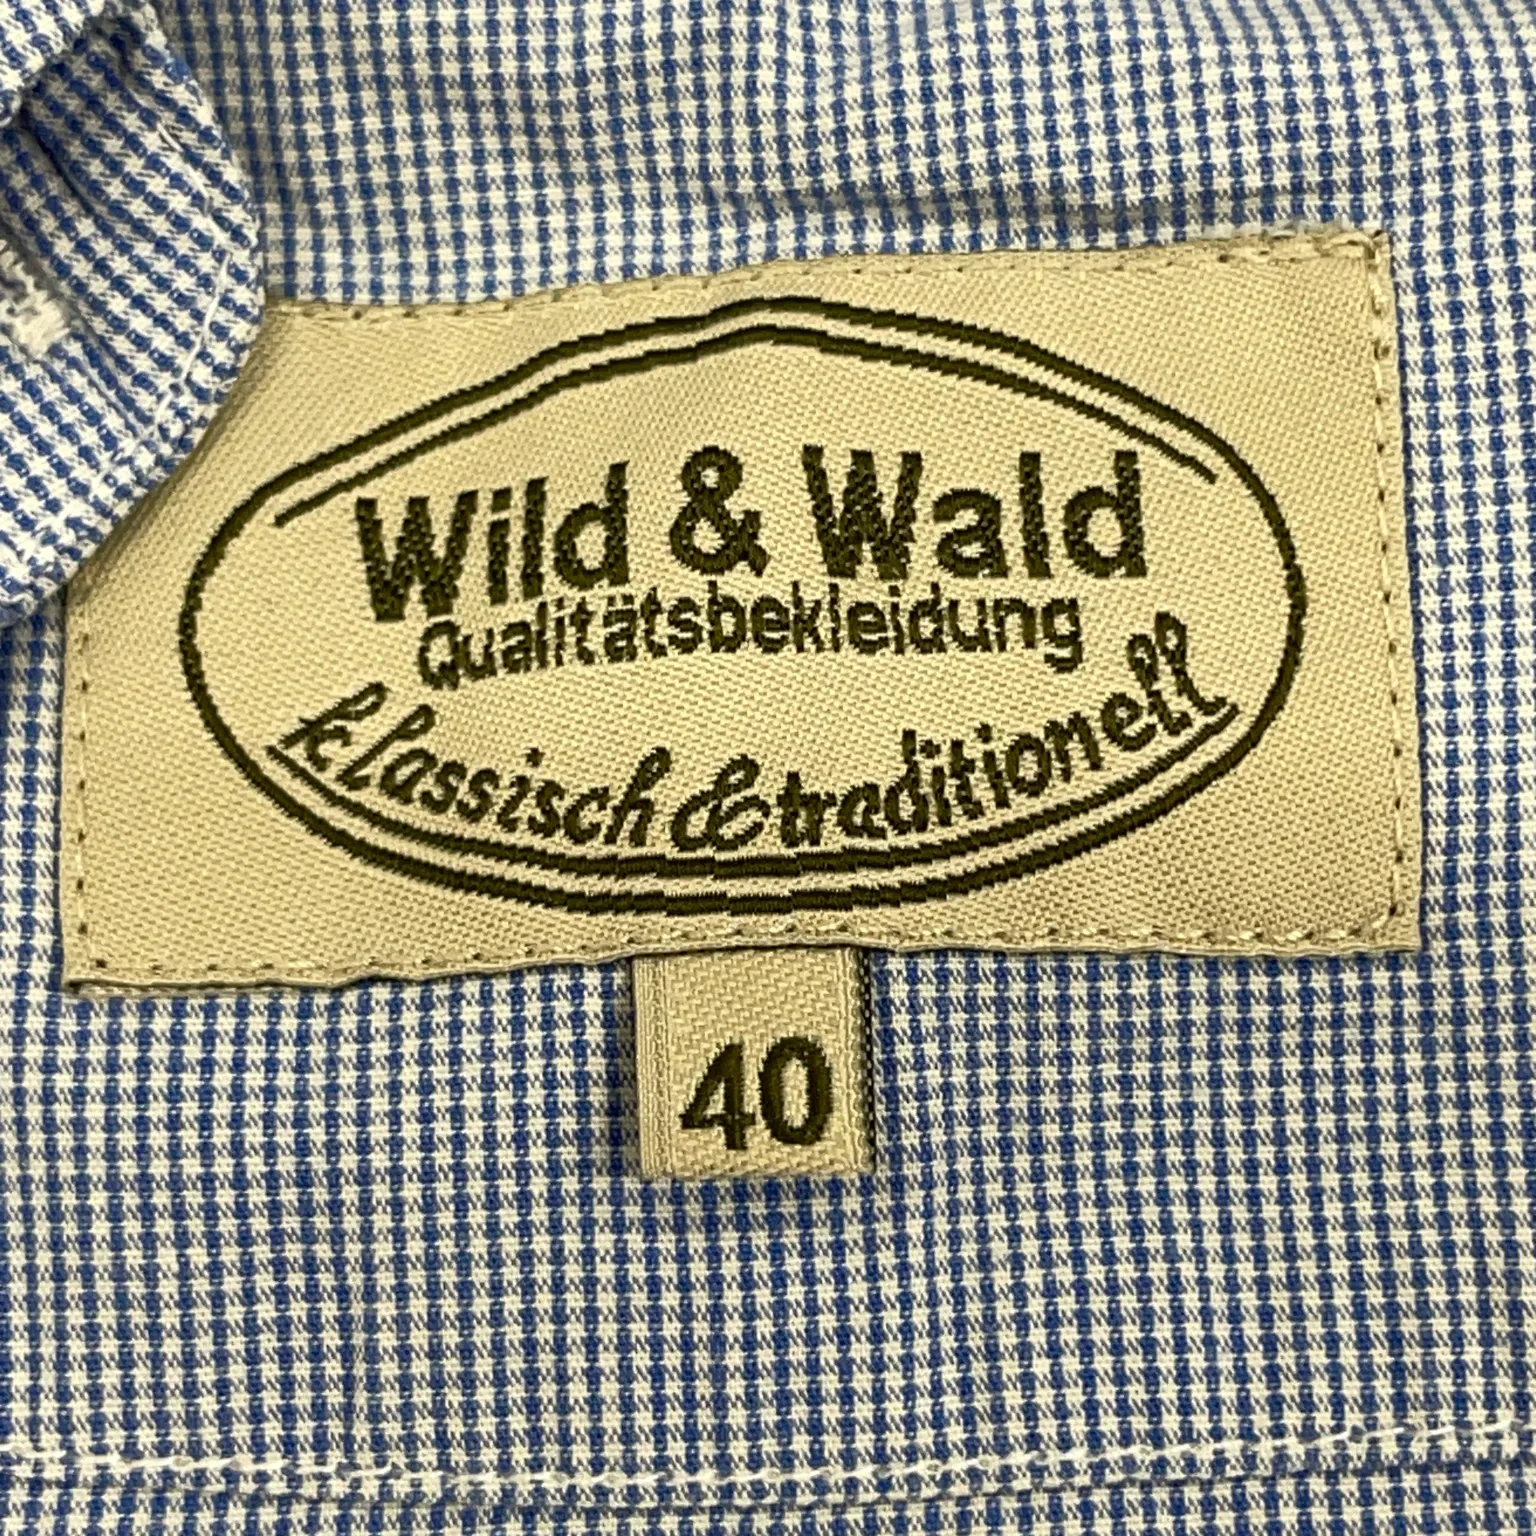 Wild & Wald
Qualitätsbekleidung
klassisch & traditionell
40